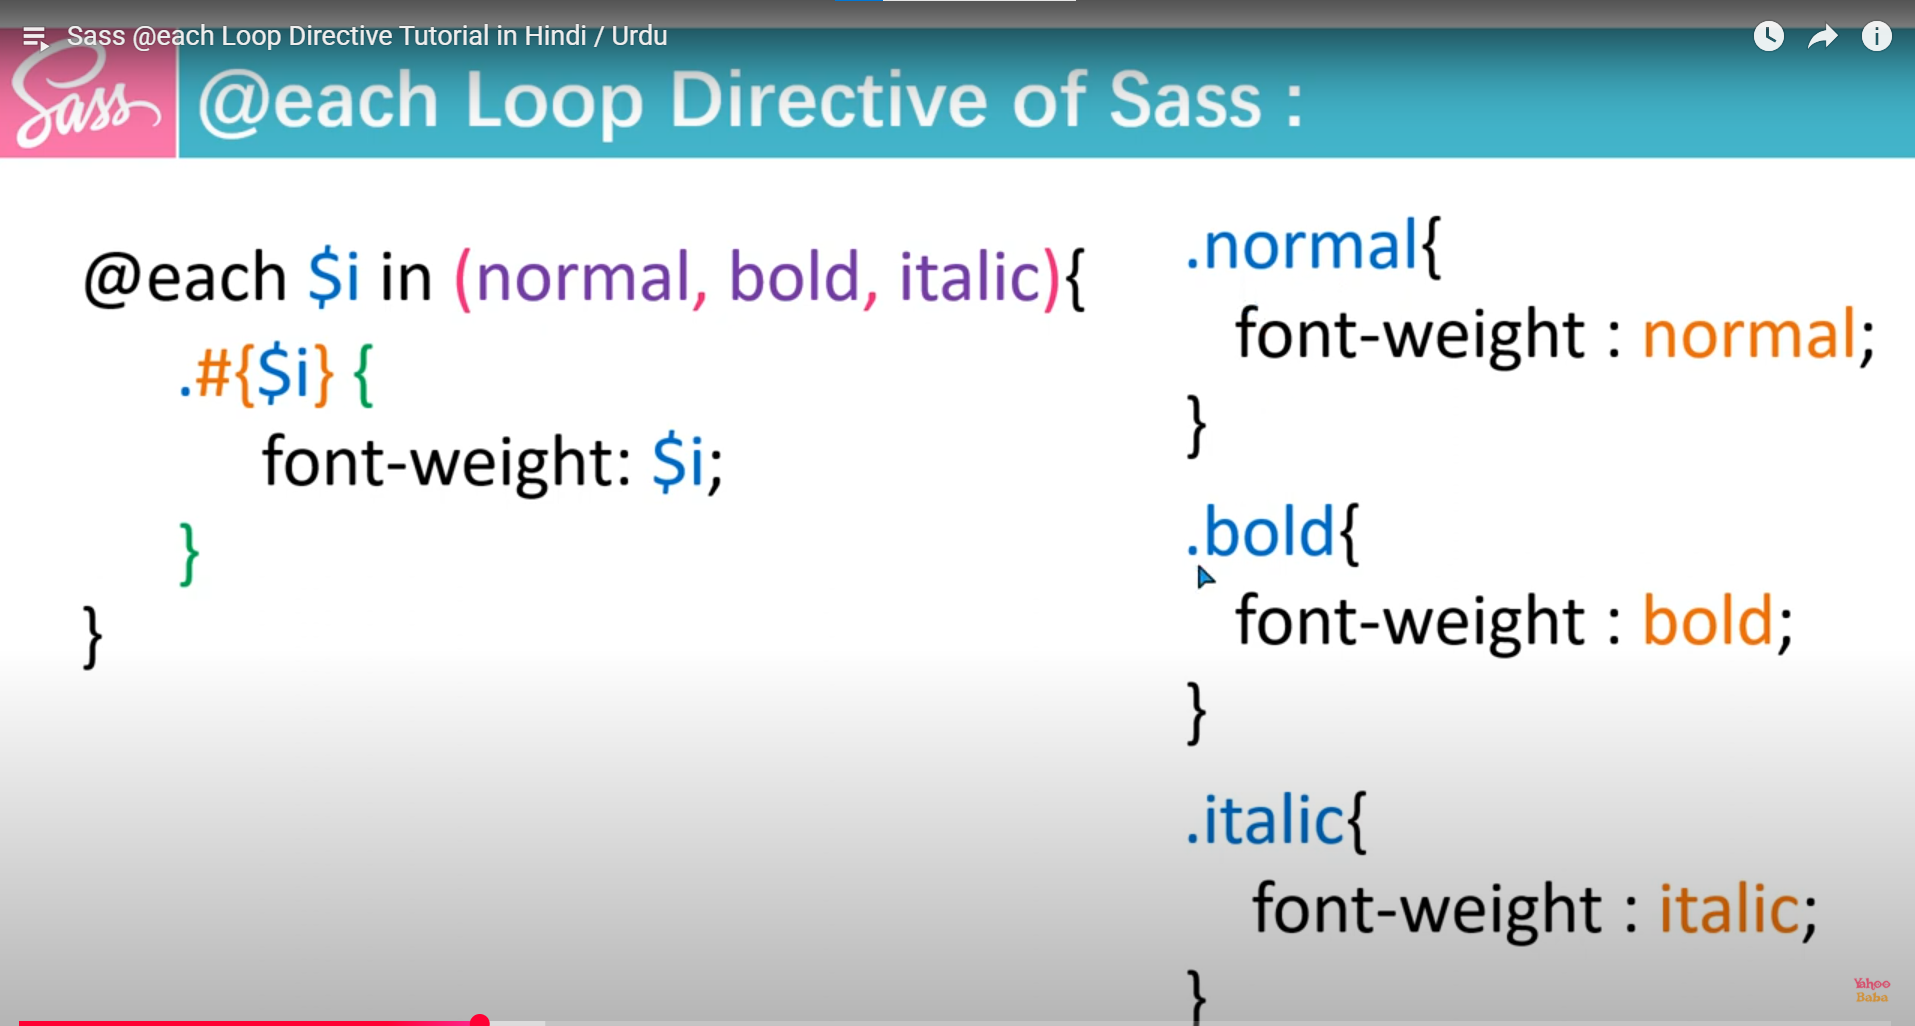 Sass @each Loop Directive Tutorial in Hindi / Urdu
Sass
@each Loop Directive of Sass :
@each $i in (normal, bold, italic){
.#{$i} {
font-weight: $i;
}
}
.normal{
font-weight : normal;
}
.bold{
font-weight : bold;
}
.italic{
font-weight : italic;
}
Yahoo
Baba